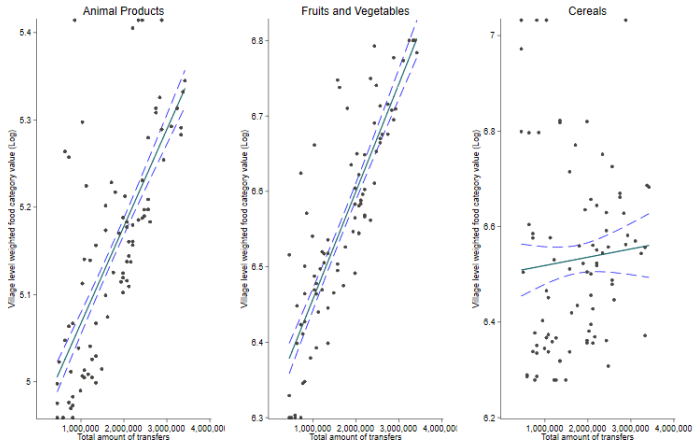 Animal Products
Village level weighted food category value (Log)
5.4
5.3
5.2
5.1
5
1,000,000 2,000,000 3,000,000 4,000,00
Total amount of transfers
Fruits and Vegetables
Village level weighted food category value (Log)
6.8
6.7
6.6
6.5
6.4
6.3
1,000,000 2,000,000 3,000,000 4,000,00
Total amount of transfers
Cereals
Village level weighted food category value (Log)
7
6.8
6.6
6.4
6.2
1,000,000 2,000,000 3,000,000 4,000,00
Total amount of transfers